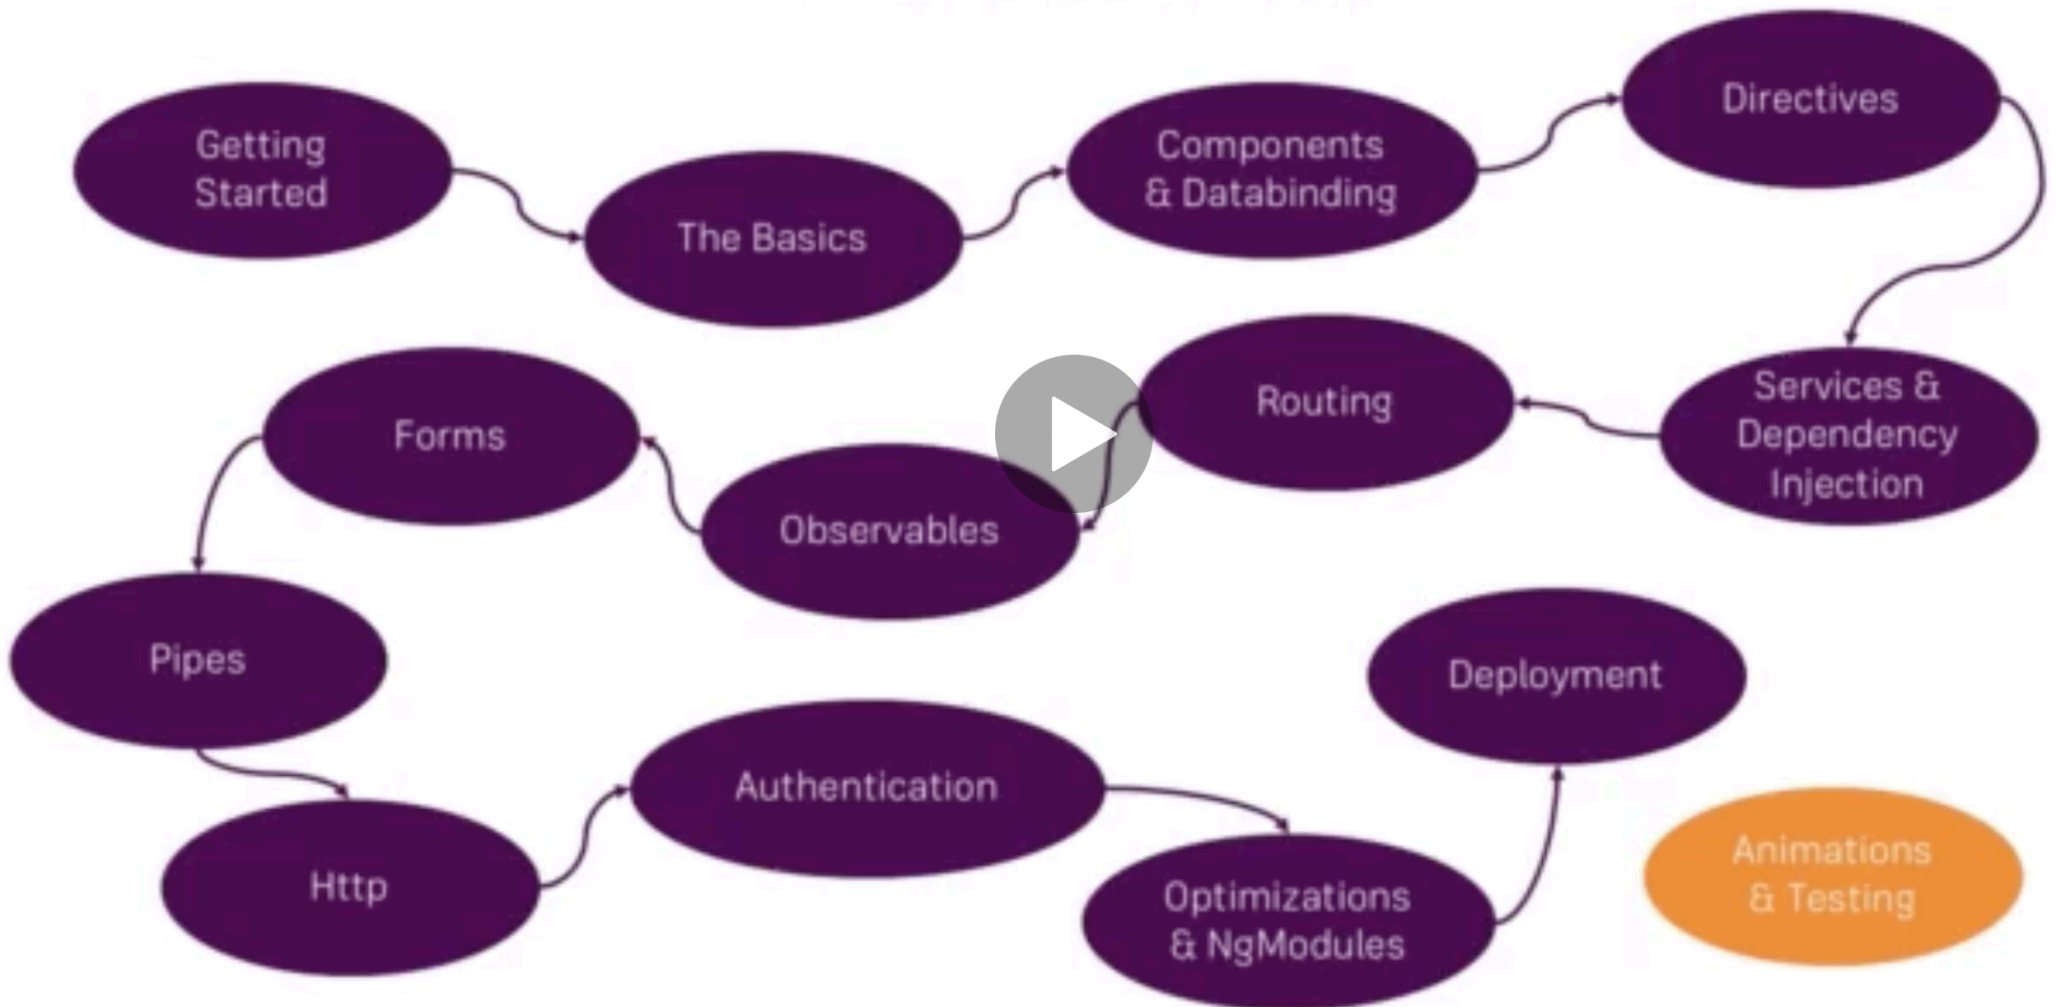 Getting
Started
The Basics
Components
& Databinding
Directives
Services &
Dependency
Injection
Routing
Observables
Forms
Pipes
Http
Authentication
Optimizations
& NgModules
Deployment
Animations
& Testing